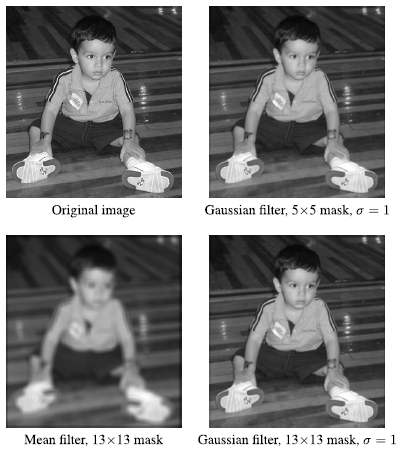 Original image
Gaussian filter, 5×5 mask, σ = 1
Mean filter, 13×13 mask
Gaussian filter, 13×13 mask, σ = 1